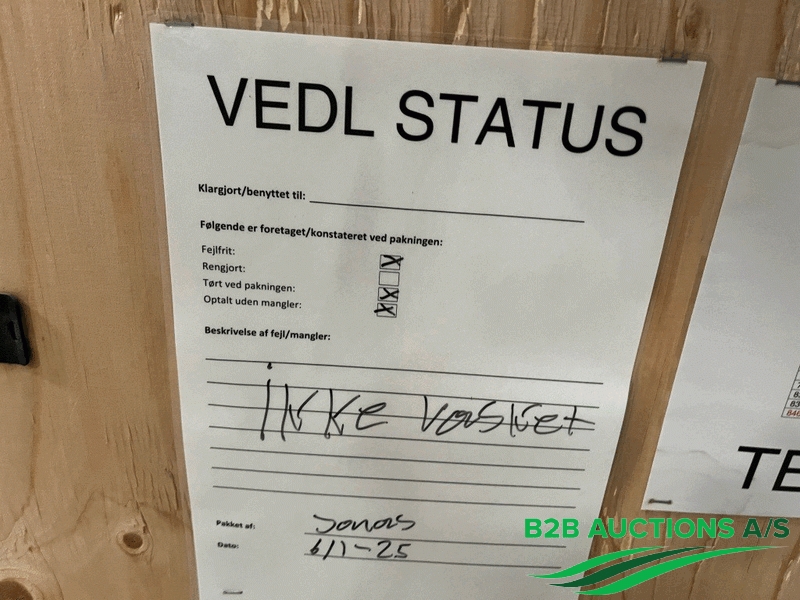 VEDL STATUS
Klargjort/benyttet til:
Følgende er foretaget/konstateret ved pakningen:
Fejlfrit: X
Rengjort:
Tørt ved pakningen: X
Optalt uden mangler: X
Beskrivelse af fejl/mangler:
ikke vasket
Pakket af: Jonas
Dato: 6/1-25
TE
B2B AUCTIONS A/S